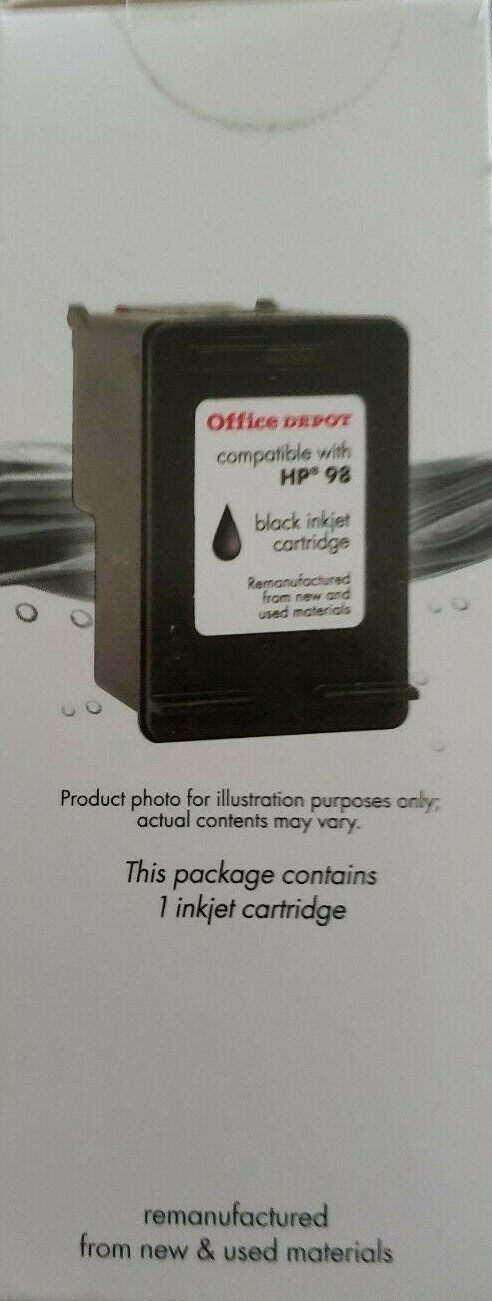 Office DEPOT
compatible with
HP® 98
black inkjet
cartridge
Remanufactured
from new and
used materials
Product photo for illustration purposes only;
actual contents may vary.
This package contains
1 inkjet cartridge
remanufactured
from new & used materials